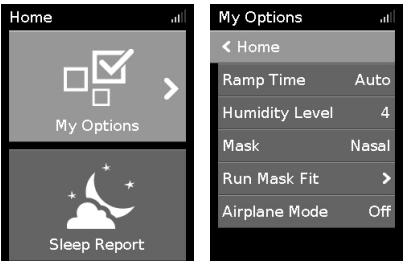 Home
My Options
Sleep Report
My Options
Home
Ramp Time Auto
Humidity Level 4
Mask Nasal
Run Mask Fit
Airplane Mode Off